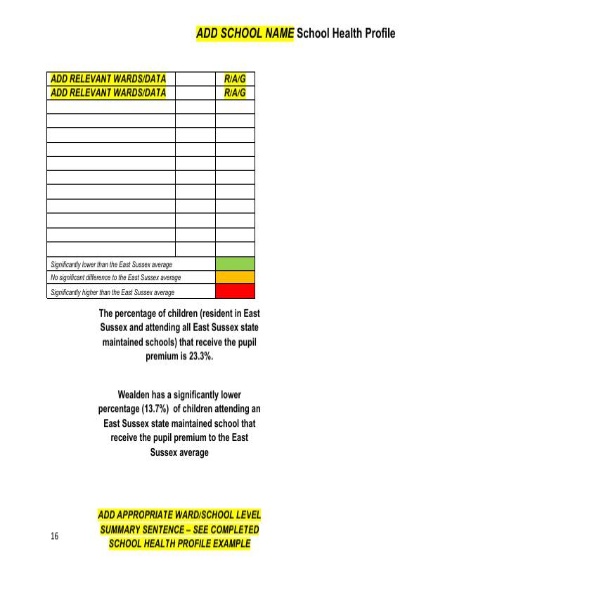 ADD SCHOOL NAME School Health Profile
ADD RELEVANT WARDS/DATA R/A/G
ADD RELEVANT WARDS/DATA R/A/G
Significantly lower than the East Sussex average
No significant difference to the East Sussex average
Significantly higher than the East Sussex average
The percentage of children (resident in East
Sussex and attending all East Sussex state
maintained schools) that receive the pupil
premium is 23.3%.
Wealden has a significantly lower
percentage (13.7%) of children attending an
East Sussex state maintained school that
receive the pupil premium to the East
Sussex average
ADD APPROPRIATE WARD/SCHOOL LEVEL
SUMMARY SENTENCE – SEE COMPLETED
SCHOOL HEALTH PROFILE EXAMPLE
16